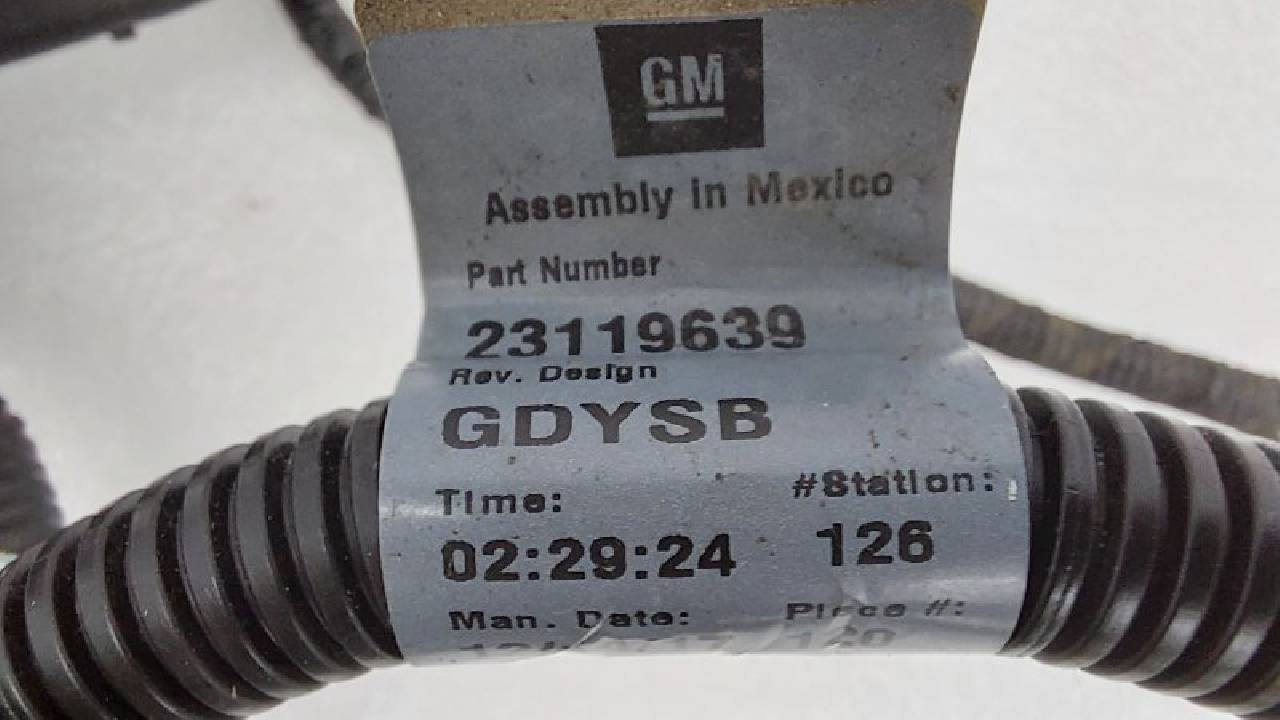 GM
Assembly in Mexico
Part Number
23119639
Rev. Design
GDYSB
Time: #Station:
02:29:24 126
Man. Date: Piece #: